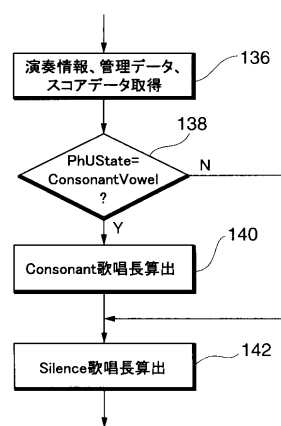 演奏情報、管理データ、
スコアデータ取得
136
138
PhUState=
ConsonantVowel
?
N
Y
140
Consonant歌唱長算出
142
Silence歌唱長算出